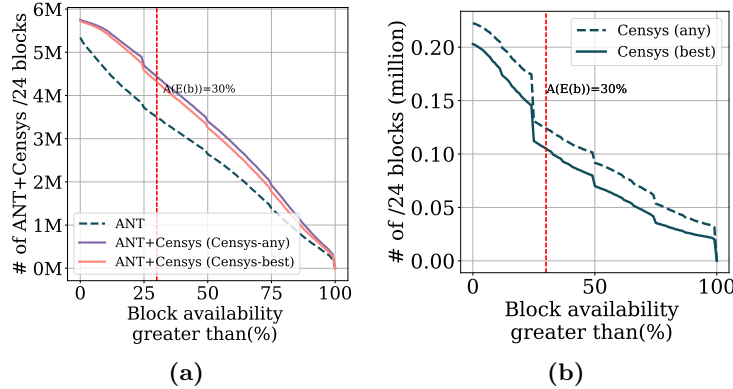 # of ANT+Censys /24 blocks
6M
5M
4M
3M
2M
1M
0M
A(E(b))=30%
ANT
ANT+Censys (Censys-any)
ANT+Censys (Censys-best)
0
25
50
75
100
Block availability
greater than(%)
(a)
# of /24 blocks (million)
0.20
0.15
0.10
0.05
0.00
Censys (any)
Censys (best)
A(E(b))=30%
0
50
100
Block availability
greater than(%)
(b)